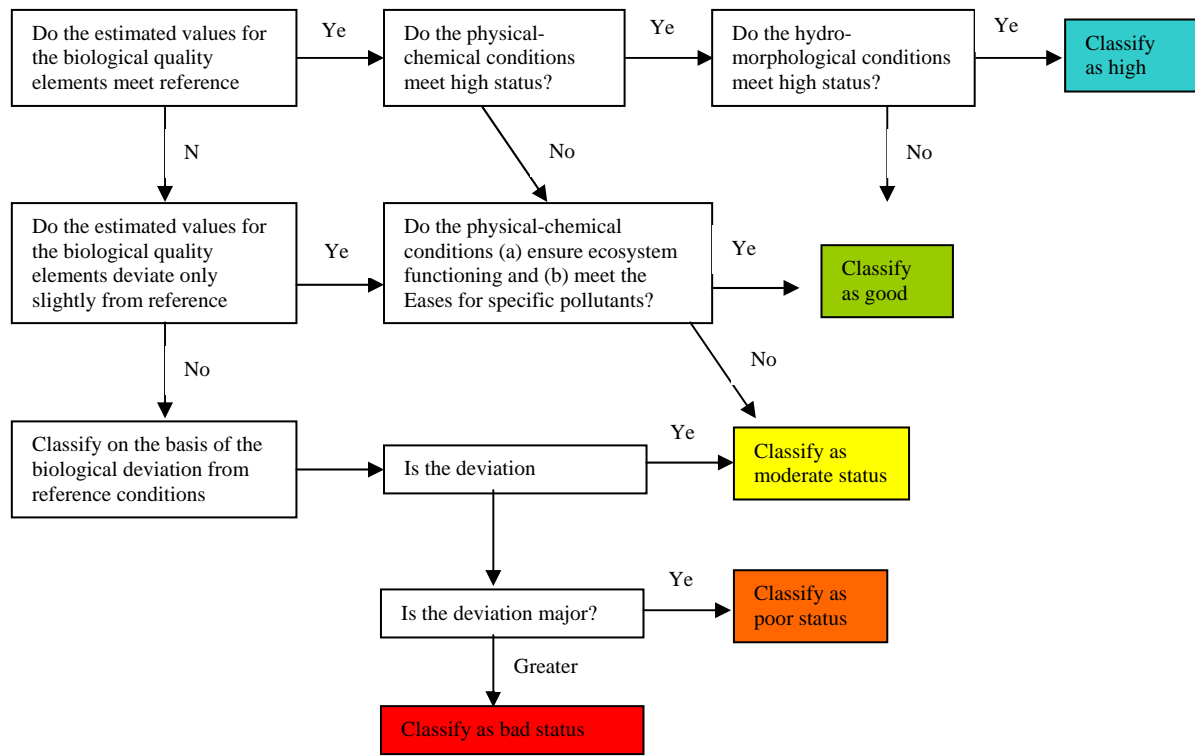 Do the estimated values for
the biological quality
elements meet reference
Ye
Do the physical-
chemical conditions
meet high status?
Ye
Do the hydro-
morphological conditions
meet high status?
Ye
Classify
as high
N
No
No
Do the estimated values for
the biological quality
elements deviate only
slightly from reference
Ye
Do the physical-chemical
conditions (a) ensure ecosystem
functioning and (b) meet the
Eases for specific pollutants?
Ye
Classify
as good
No
No
Classify on the basis of the
biological deviation from
reference conditions
Is the deviation
Ye
Classify as
moderate status
Is the deviation major?
Ye
Classify as
poor status
Greater
Classify as bad status